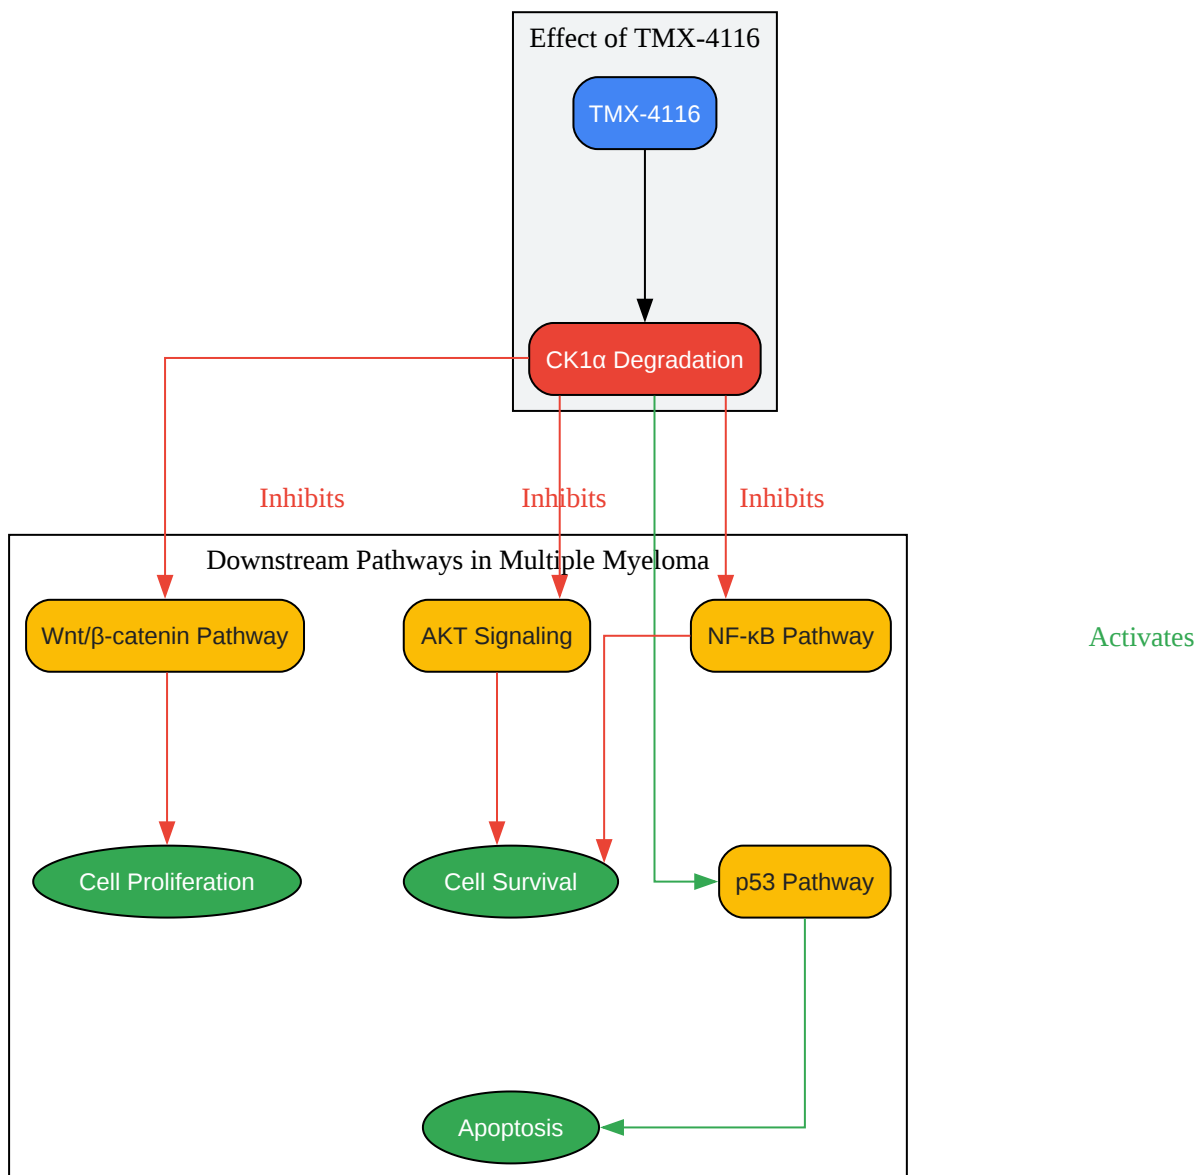 Effect of TMX-4116
TMX-4116
CK1α Degradation
Inhibits
Inhibits
Inhibits
Downstream Pathways in Multiple Myeloma
Wnt/β-catenin Pathway
AKT Signaling
NF-κB Pathway
Activates
Cell Proliferation
Cell Survival
p53 Pathway
Apoptosis